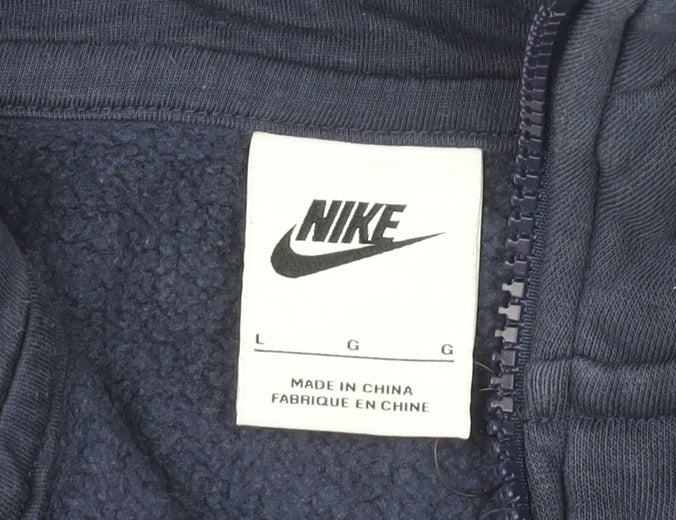 NIKE
L G G
MADE IN CHINA
FABRIQUE EN CHINE